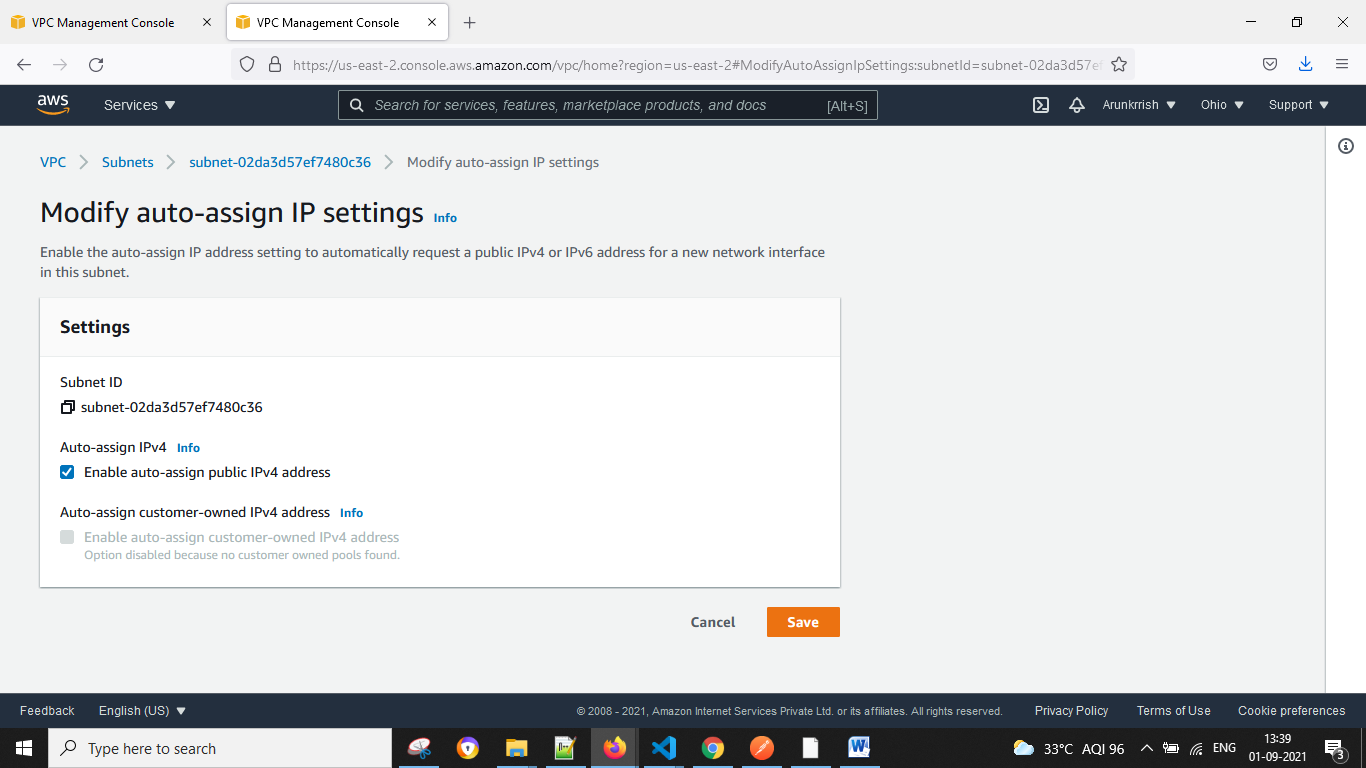 VPC Management Console
VPC Management Console
https://us-east-2.console.aws.amazon.com/vpc/home?region=us-east-2#ModifyAutoAssignIpSettings:subnetId=subnet-02da3d57ef
aws
Services
Search for services, features, marketplace products, and docs [Alt+S]
Arunkrrish
Ohio
Support
VPC
Subnets
subnet-02da3d57ef7480c36
Modify auto-assign IP settings
Modify auto-assign IP settings Info
Enable the auto-assign IP address setting to automatically request a public IPv4 or IPv6 address for a new network interface
in this subnet.
Settings
Subnet ID
subnet-02da3d57ef7480c36
Auto-assign IPv4 Info
Enable auto-assign public IPv4 address
Auto-assign customer-owned IPv4 address Info
Enable auto-assign customer-owned IPv4 address
Option disabled because no customer owned pools found.
Cancel
Save
Feedback
English (US)
© 2008 - 2021, Amazon Internet Services Private Ltd. or its affiliates. All rights reserved.
Privacy Policy
Terms of Use
Cookie preferences
Type here to search
33°C AQI 96
ENG
13:39
01-09-2021
3